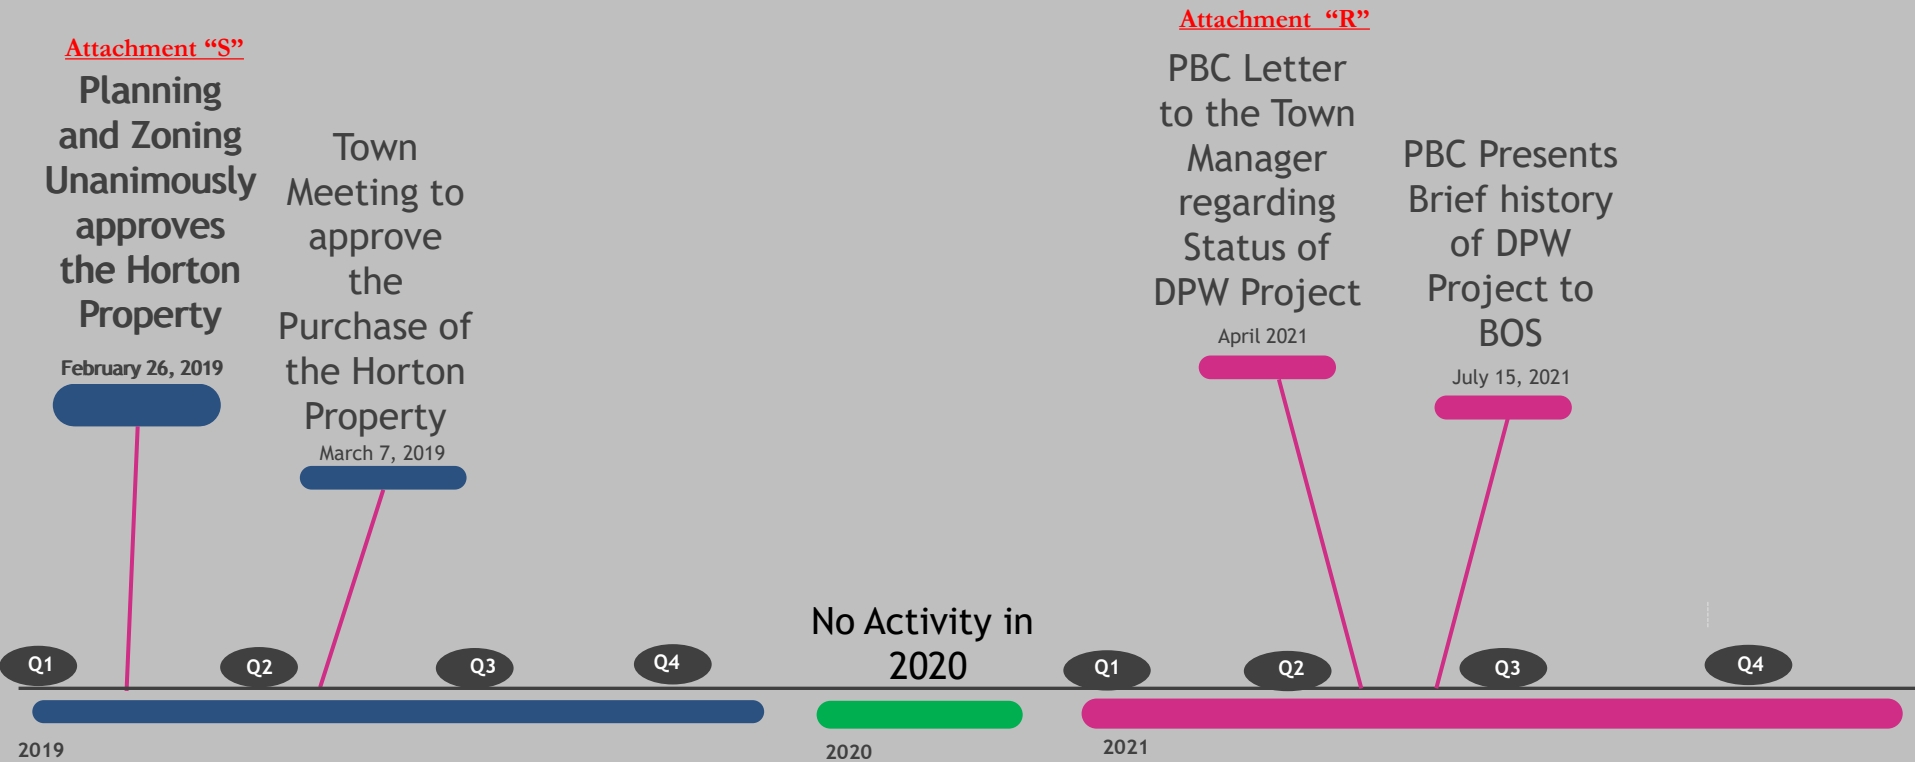 Attachment “S”
Planning
and Zoning
Unanimously
approves
the Horton
Property
February 26, 2019
Town
Meeting to
approve
the
Purchase of
the Horton
Property
March 7, 2019
Attachment “R”
PBC Letter
to the Town
Manager
regarding
Status of
DPW Project
April 2021
PBC Presents
Brief history
of DPW
Project to
BOS
July 15, 2021
No Activity in
2020
Q1
Q2
Q3
Q4
Q1
Q2
Q3
Q4
2019
2020
2021